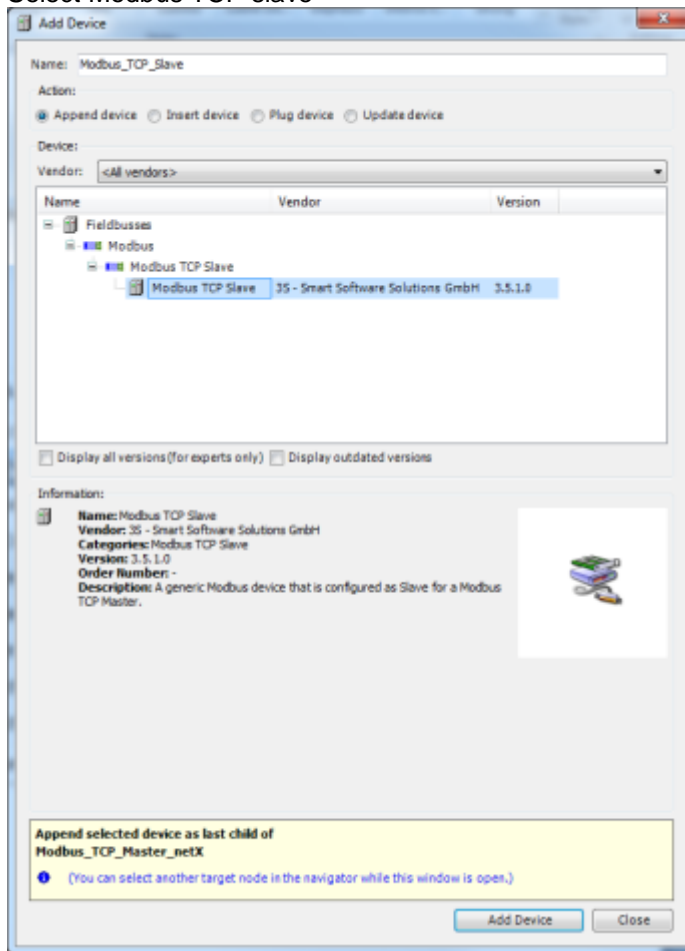 Select Modbus TCP slave
Add Device
Name: Modbus_TCP_Slave
Action:
Append device Insert device Plug device Update device
Device:
Vendor: <All vendors>
Name Vendor Version
Fieldbusses
Modbus
Modbus TCP Slave
Modbus TCP Slave 3S - Smart Software Solutions GmbH 3.5.1.0
Display all versions (for experts only) Display outdated versions
Information:
Name: Modbus TCP Slave
Vendor: 3S - Smart Software Solutions GmbH
Categories: Modbus TCP Slave
Version: 3.5.1.0
Order Number: -
Description: A generic Modbus device that is configured as Slave for a Modbus
TCP Master.
Append selected device as last child of
Modbus_TCP_Master_netX
(You can select another target node in the navigator while this window is open.)
Add Device Close